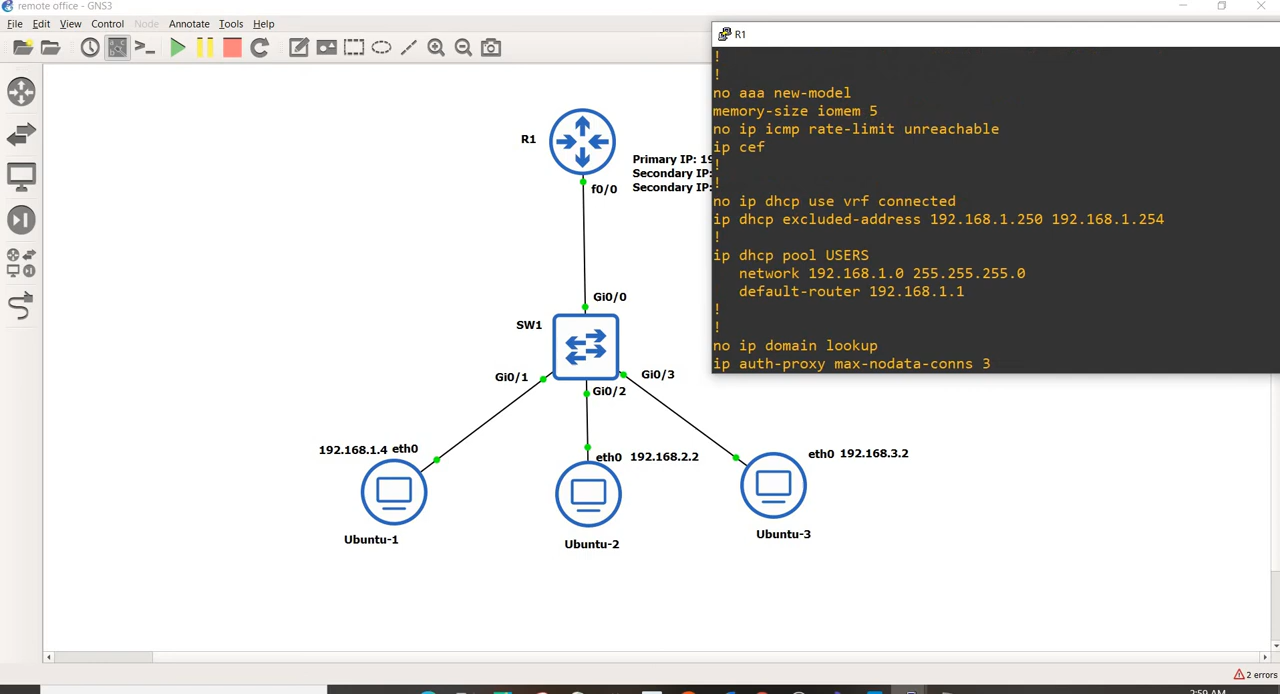 remote office - GNS3
File Edit View Control Node Annotate Tools Help
R1
!
!
no aaa new-model
memory-size iomem 5
no ip icmp rate-limit unreachable
ip cef
!
!
no ip dhcp use vrf connected
ip dhcp excluded-address 192.168.1.250 192.168.1.254
!
ip dhcp pool USERS
network 192.168.1.0 255.255.255.0
default-router 192.168.1.1
!
!
no ip domain lookup
ip auth-proxy max-nodata-conns 3
R1
Primary IP: 19
Secondary IP:
Secondary IP:
f0/0
Gi0/0
SW1
Gi0/1
Gi0/3
Gi0/2
192.168.1.4 eth0
eth0 192.168.2.2
eth0 192.168.3.2
Ubuntu-1
Ubuntu-2
Ubuntu-3
2 errors
2:59 AM